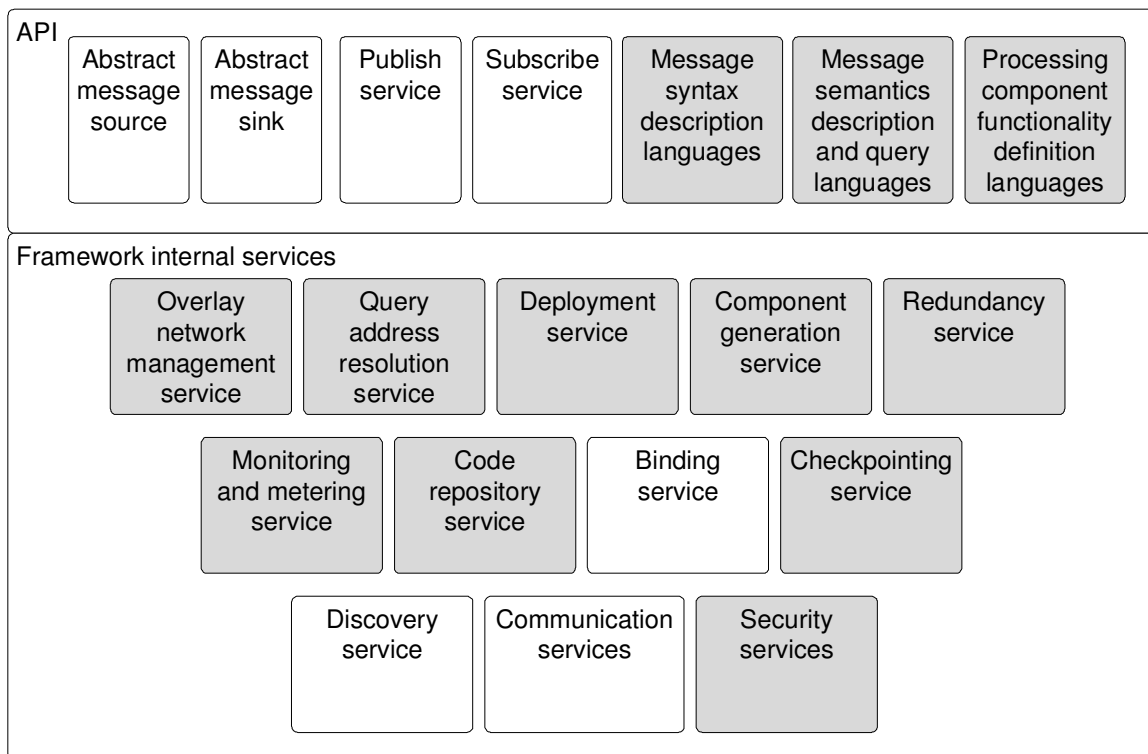 API
Abstract
message
source
Abstract
message
sink
Publish
service
Subscribe
service
Message
syntax
description
languages
Message
semantics
description
and query
languages
Processing
component
functionality
definition
languages
Framework internal services
Overlay
network
management
service
Query
address
resolution
service
Deployment
service
Component
generation
service
Redundancy
service
Monitoring
and metering
service
Code
repository
service
Binding
service
Checkpointing
service
Discovery
service
Communication
services
Security
services